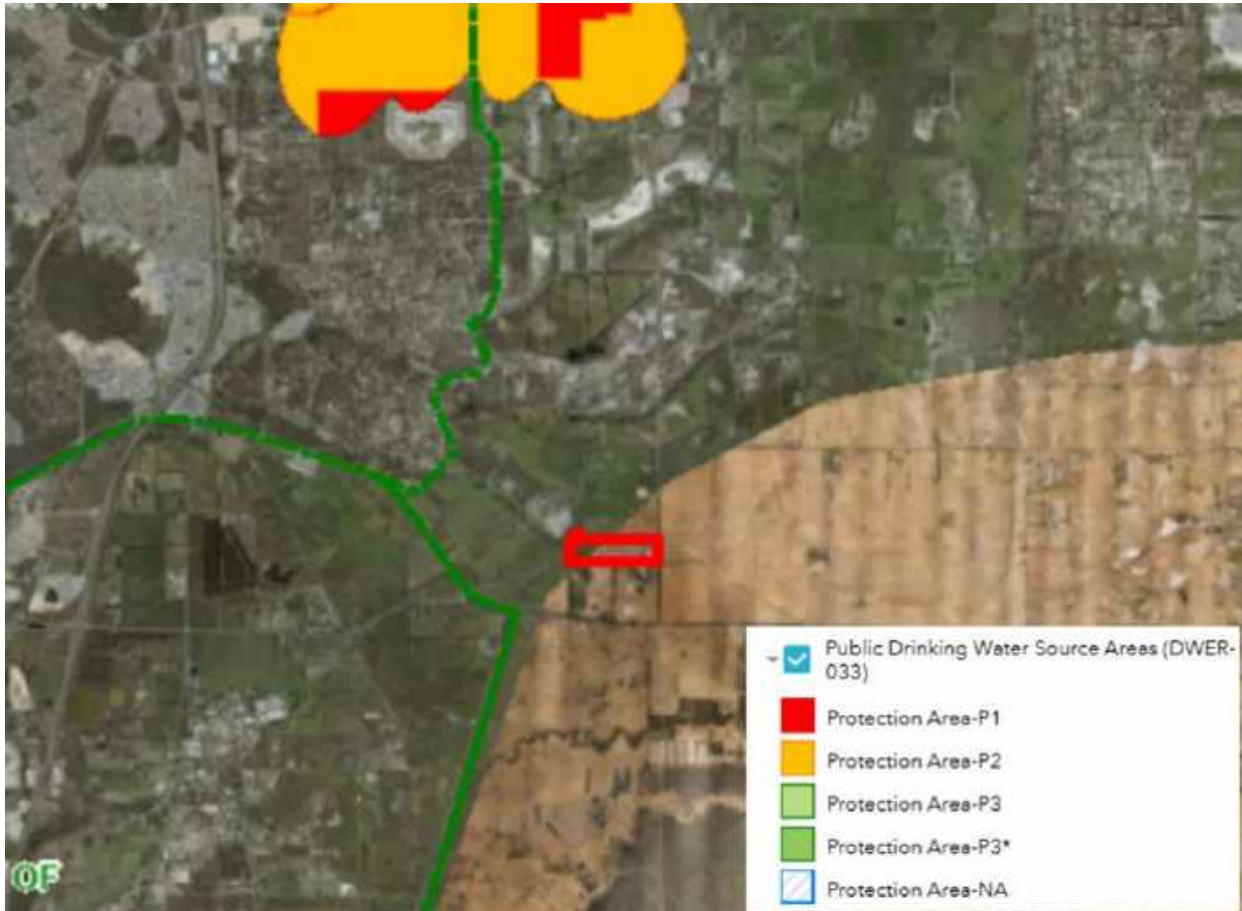 OF
Public Drinking Water Source Areas (DWER-
033)
Protection Area-P1
Protection Area-P2
Protection Area-P3
Protection Area-P3*
Protection Area-NA